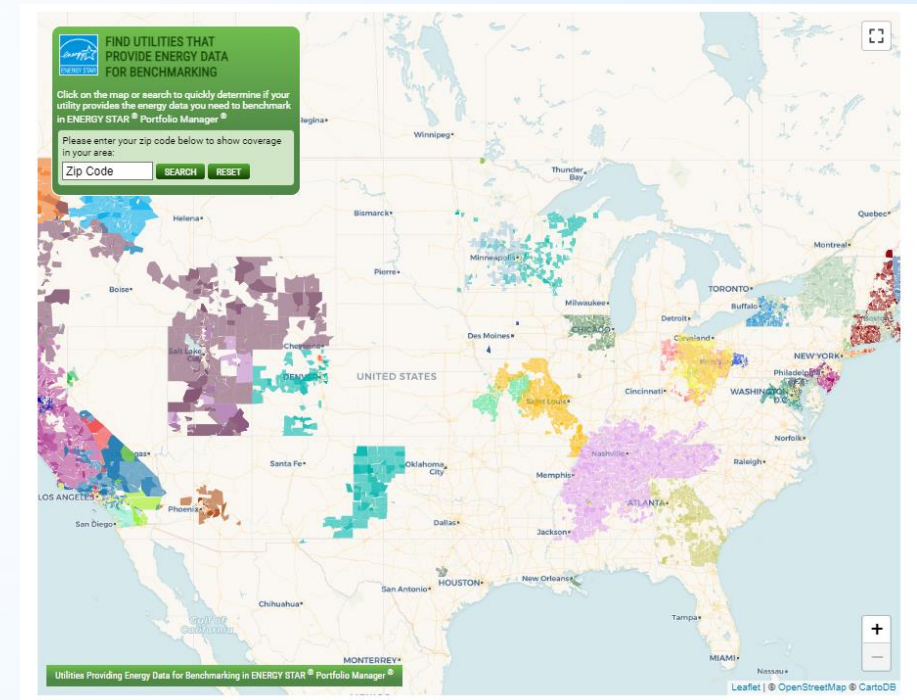 FIND UTILITIES THAT
PROVIDE ENERGY DATA
FOR BENCHMARKING
ENERGY STAR
Click on the map or search to quickly determine if your
utility provides the energy data you need to benchmark
in ENERGY STAR ® Portfolio Manager ®
Please enter your zip code below to show coverage
in your area:
Zip Code SEARCH RESET
Winnipeg
Thunder
Bay
Helena
Bismarck
Quebec
Montreal
Minneapolis
Pierre
Boise
TORONTO
Buffalo
Milwaukee
Detroit
CHICAGO
Des Moines
Cleveland
Cheyenne
Salt Lake
City
NEW YORK
DENVER
UNITED STATES
Philadelphia
Cincinnati
WASHINGTON
D.C.
Saint Louis
Norfolk
Nashville
Raleigh
Santa Fe
Oklahoma
City
Memphis
LOS ANGELES
Phoenix
ATLANTA
San Diego
Dallas
Jackson
New Orleans
HOUSTON
San Antonio
Chihuahua
Gulf of
California
Tampa
MONTERREY
MIAMI
Nassau
+
−
Utilities Providing Energy Data for Benchmarking in ENERGY STAR ® Portfolio Manager ®
Leaflet | © OpenStreetMap © CartoDB